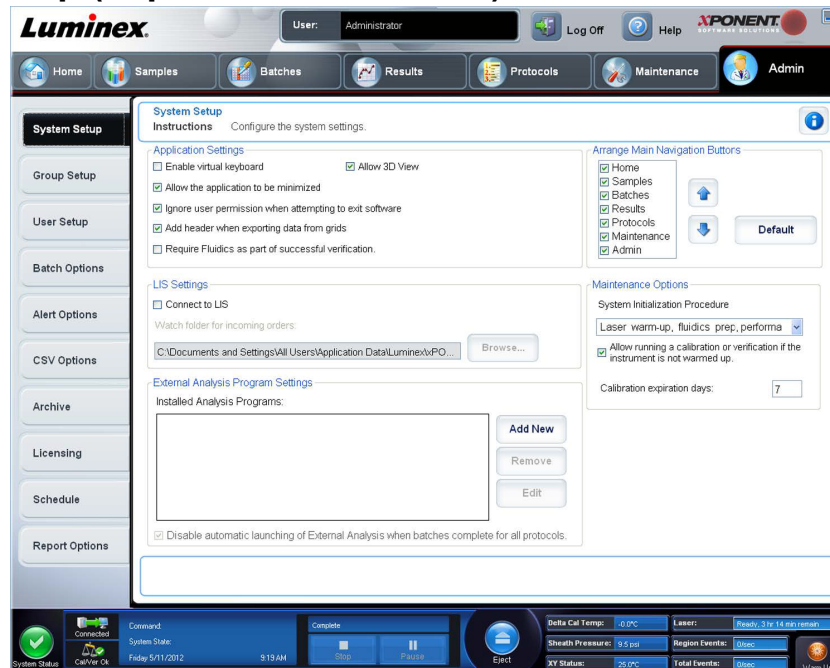 Luminex.
User: Administrator
Log Off
Help
XPONENT.
SOFTWARE SOLUTIONS
Home
Samples
Batches
Results
Protocols
Maintenance
Admin
System Setup
Group Setup
User Setup
Batch Options
Alert Options
CSV Options
Archive
Licensing
Schedule
Report Options
System Setup
Instructions Configure the system settings.
Application Settings
Enable virtual keyboard
Allow 3D View
Allow the application to be minimized
Ignore user permission when attempting to exit software
Add header when exporting data from grids
Require Fluidics as part of successful verification.
LIS Settings
Connect to LIS
Watch folder for incoming orders:
C:\Documents and Settings\All Users\Application Data\Luminex\xPO...
Browse...
External Analysis Program Settings
Installed Analysis Programs:
Add New
Remove
Edit
Disable automatic launching of External Analysis when batches complete for all protocols.
Arrange Main Navigation Buttons
Home
Samples
Batches
Results
Protocols
Maintenance
Admin
Default
Maintenance Options
System Initialization Procedure
Laser warm-up, fluidics prep, performa
Allow running a calibration or verification if the
instrument is not warmed up.
Calibration expiration days: 7
System Status
Connected
Cal/Ver Ok
Command:
System State:
Friday 5/11/2012 9:19 AM
Complete
Stop
Pause
Eject
Delta Cal Temp: -0.0°C
Sheath Pressure: 9.5 psi
XY Status: 25.0°C
Laser: Ready, 3 hr 14 min remain
Region Events: 0/sec
Total Events: 0/sec